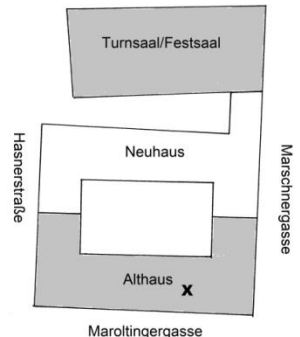 Turnsaal/Festsaal
Hasnerstraße
Neuhaus
Marschnergasse
Althaus
x
Maroltingergasse